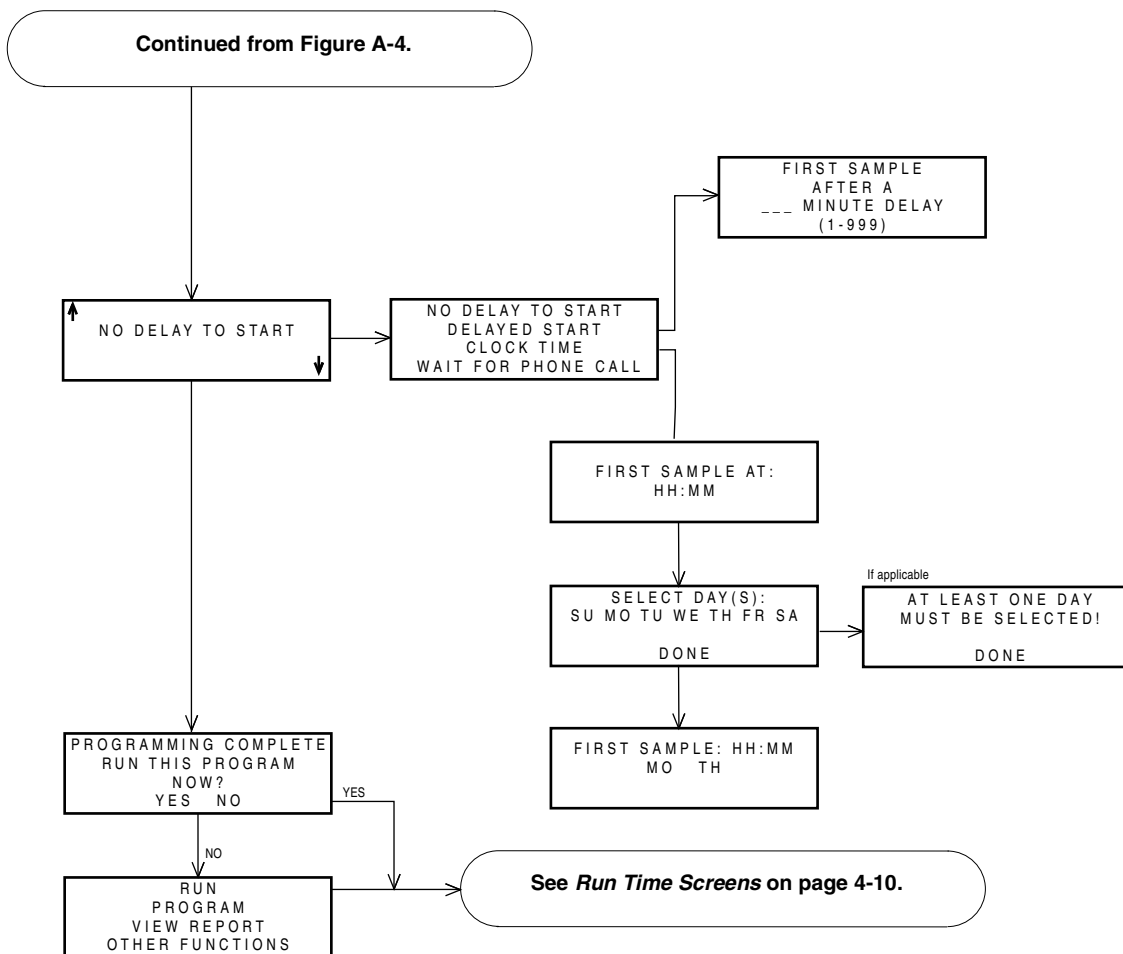 Continued from Figure A-4.
FIRST SAMPLE
AFTER A
___ MINUTE DELAY
(1-999)
NO DELAY TO START
NO DELAY TO START
DELAYED START
CLOCK TIME
WAIT FOR PHONE CALL
FIRST SAMPLE AT:
HH:MM
SELECT DAY(S):
SU MO TU WE TH FR SA
DONE
If applicable
AT LEAST ONE DAY
MUST BE SELECTED!
DONE
FIRST SAMPLE: HH:MM
MO TH
PROGRAMMING COMPLETE
RUN THIS PROGRAM
NOW?
YES NO
YES
NO
RUN
PROGRAM
VIEW REPORT
OTHER FUNCTIONS
See Run Time Screens on page 4-10.